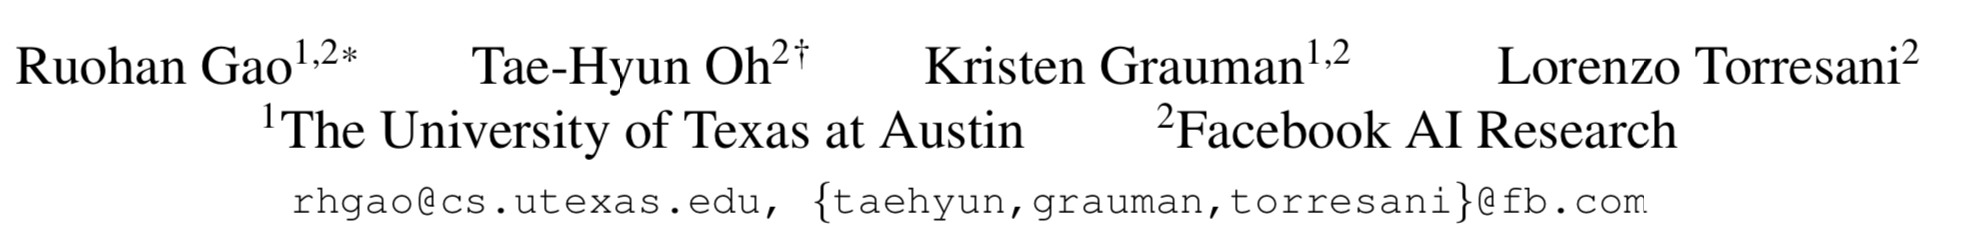 Ruohan Gao¹,²* Tae-Hyun Oh²† Kristen Grauman¹,² Lorenzo Torresani²
¹The University of Texas at Austin ²Facebook AI Research
rhgao@cs.utexas.edu, {taehyun,grauman,torresani}@fb.com